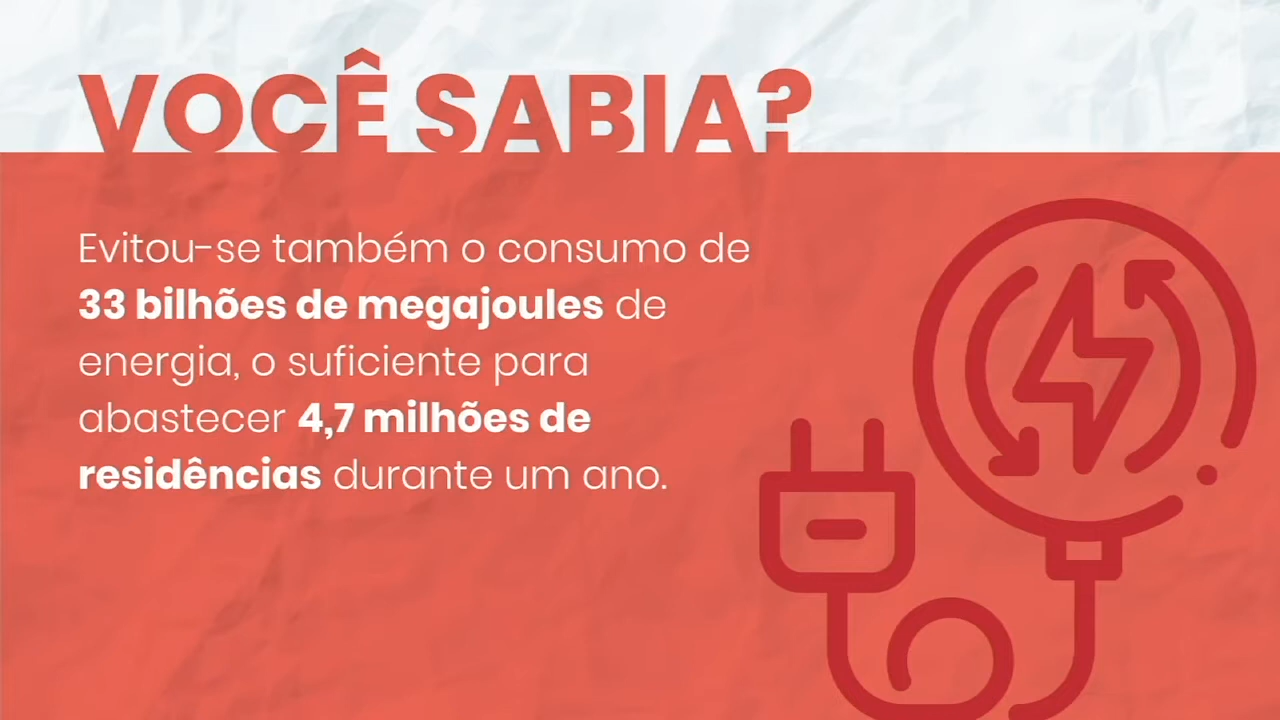 VOCÊ SABIA?
Evitou-se também o consumo de
33 bilhões de megajoules de
energia, o suficiente para
abastecer 4,7 milhões de
residências durante um ano.